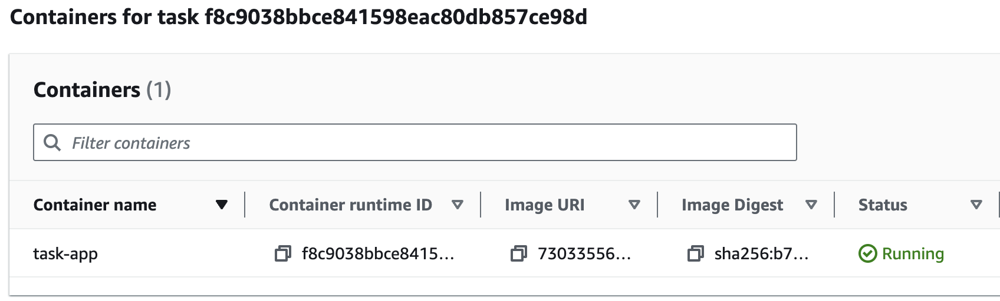 Containers for task f8c9038bbce841598eac80db857ce98d
Containers (1)
Filter containers
Container name Container runtime ID Image URI Image Digest Status
task-app f8c9038bbce8415... 73033556... sha256:b7... Running